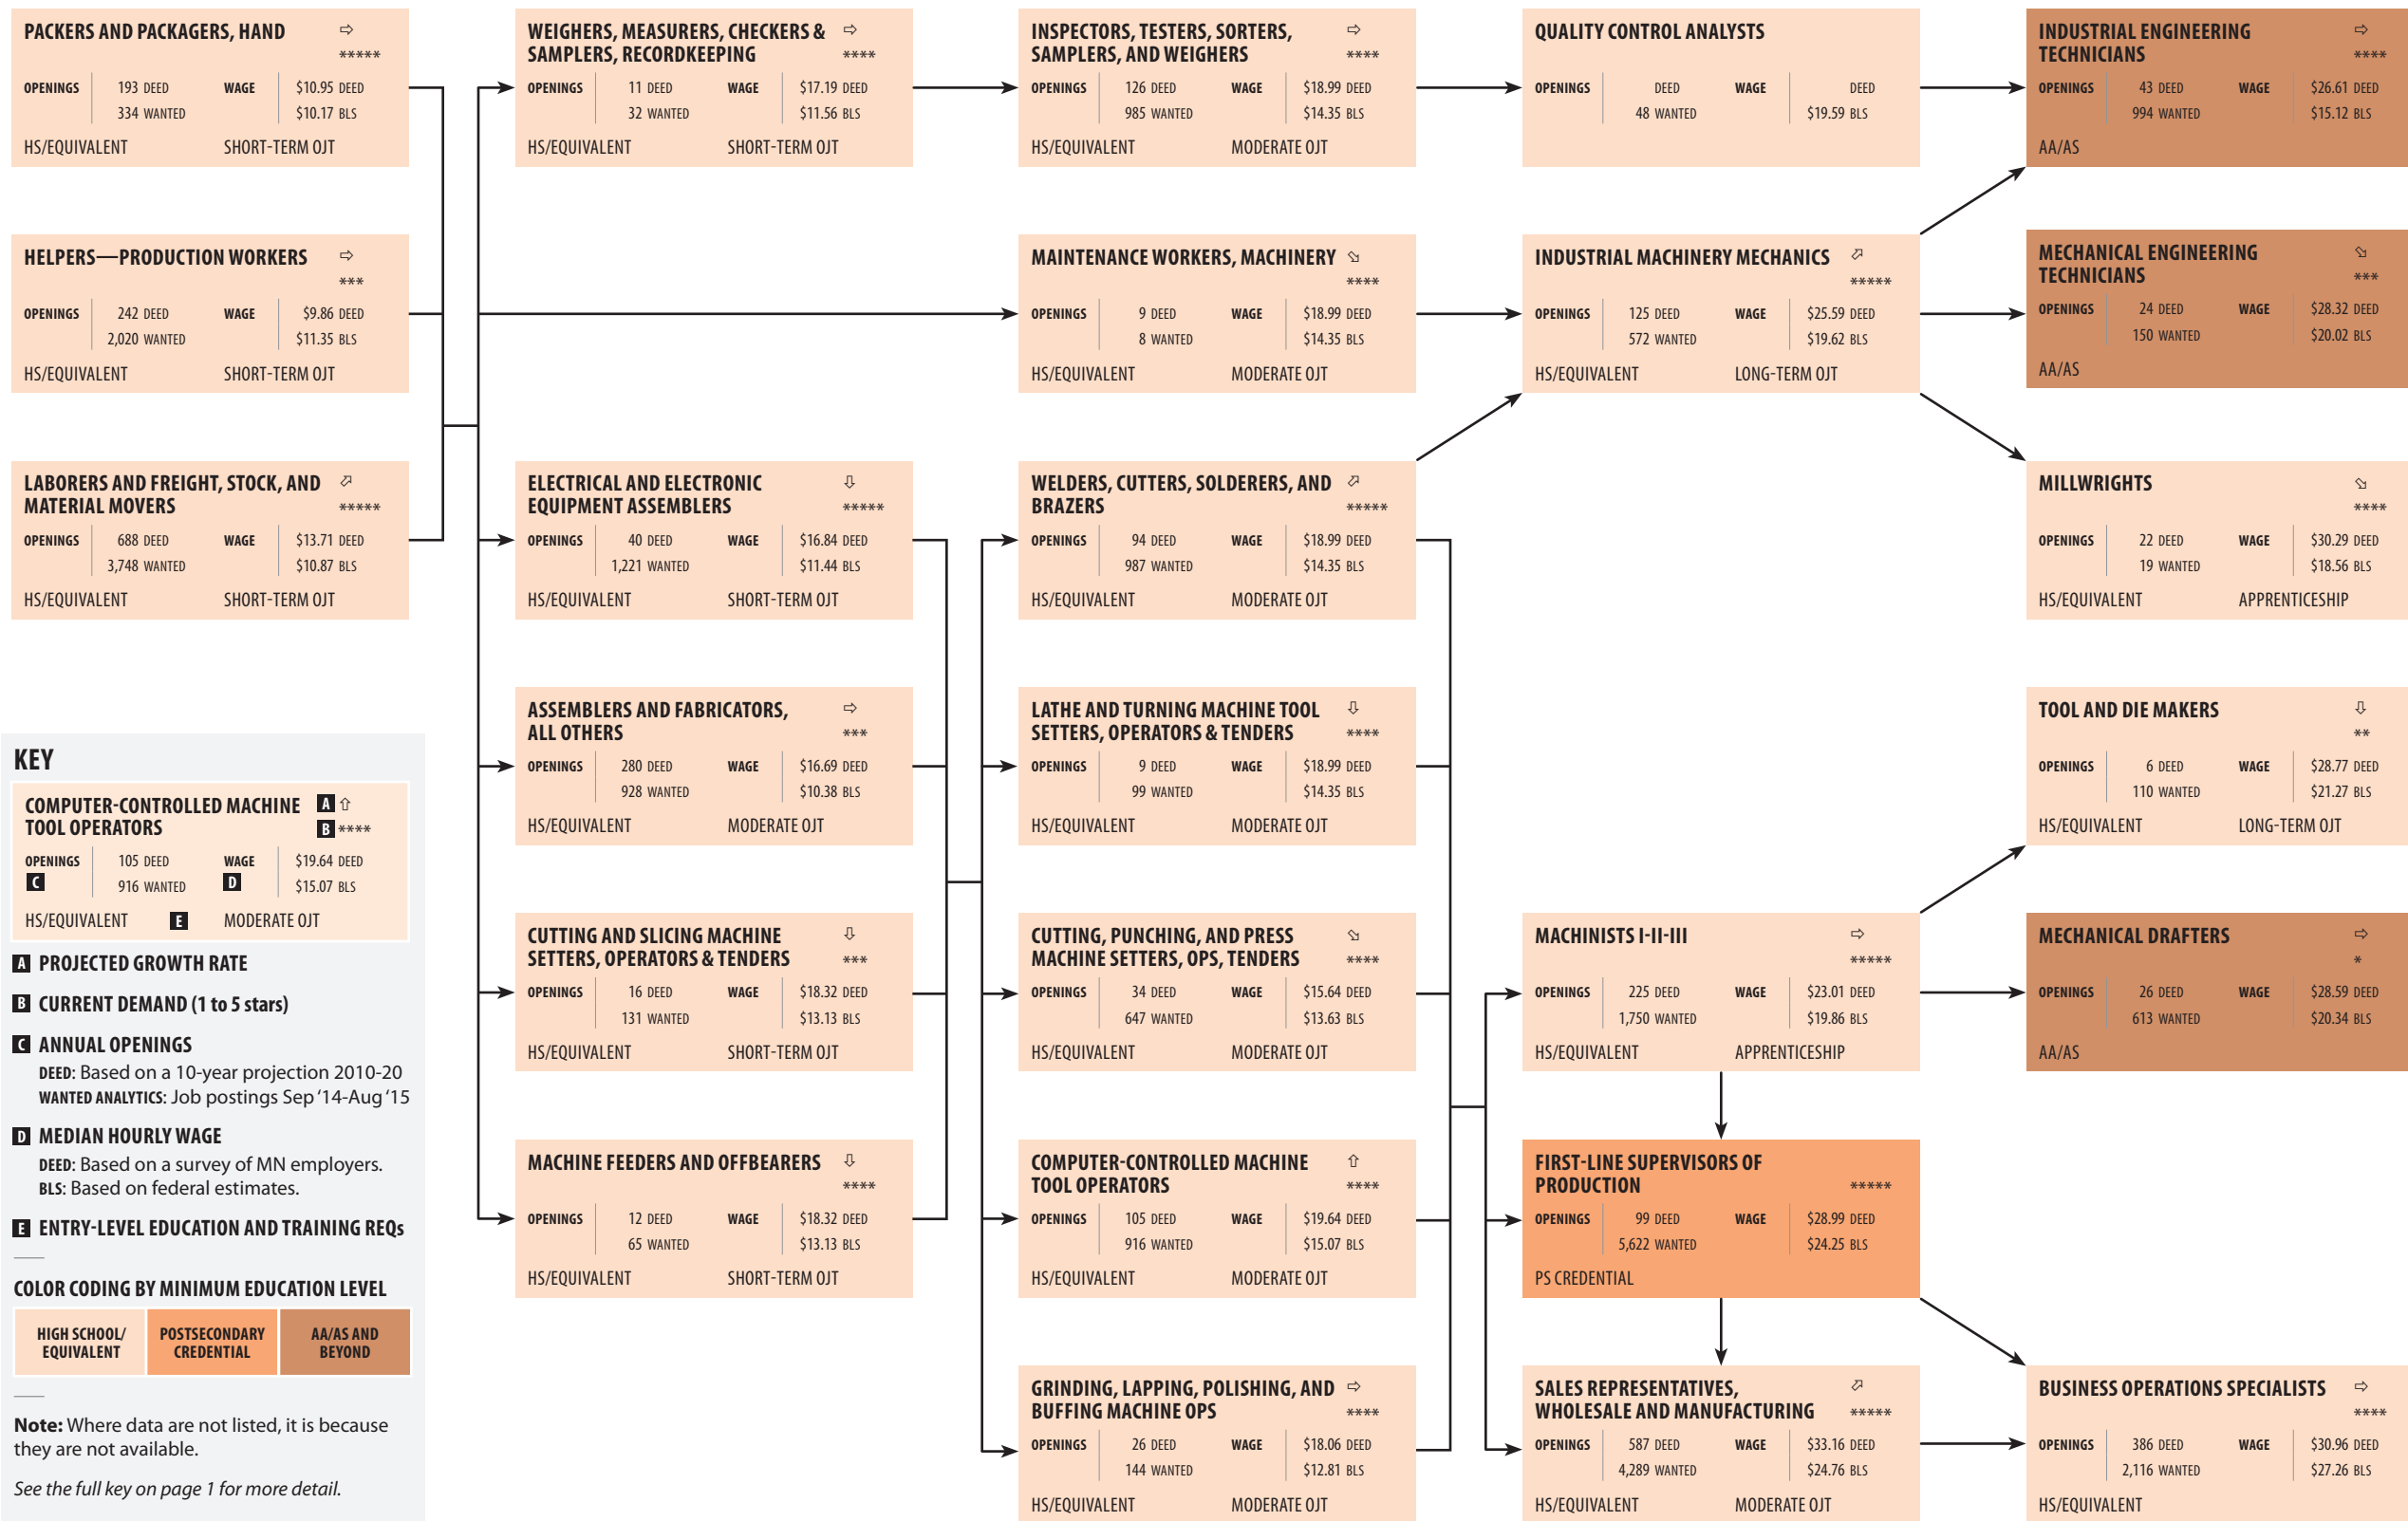 PACKERS AND PACKAGERS, HAND ⇨
*****
OPENINGS 193 DEED WAGE $10.95 DEED
334 WANTED $10.17 BLS
HS/EQUIVALENT SHORT-TERM OJT
WEIGHERS, MEASURERS, CHECKERS & ⇨
SAMPLERS, RECORDKEEPING ****
OPENINGS 11 DEED WAGE $17.19 DEED
32 WANTED $11.56 BLS
HS/EQUIVALENT SHORT-TERM OJT
INSPECTORS, TESTERS, SORTERS, ⇨
SAMPLERS, AND WEIGHERS ****
OPENINGS 126 DEED WAGE $18.99 DEED
985 WANTED $14.35 BLS
HS/EQUIVALENT MODERATE OJT
QUALITY CONTROL ANALYSTS
OPENINGS DEED WAGE DEED
48 WANTED $19.59 BLS
INDUSTRIAL ENGINEERING ⇨
TECHNICIANS ****
OPENINGS 43 DEED WAGE $26.61 DEED
994 WANTED $15.12 BLS
AA/AS
HELPERS—PRODUCTION WORKERS ⇨
***
OPENINGS 242 DEED WAGE $9.86 DEED
2,020 WANTED $11.35 BLS
HS/EQUIVALENT SHORT-TERM OJT
MAINTENANCE WORKERS, MACHINERY ⬂
****
OPENINGS 9 DEED WAGE $18.99 DEED
8 WANTED $14.35 BLS
HS/EQUIVALENT MODERATE OJT
INDUSTRIAL MACHINERY MECHANICS ⬀
*****
OPENINGS 125 DEED WAGE $25.59 DEED
572 WANTED $19.62 BLS
HS/EQUIVALENT LONG-TERM OJT
MECHANICAL ENGINEERING ⬂
TECHNICIANS ***
OPENINGS 24 DEED WAGE $28.32 DEED
150 WANTED $20.02 BLS
AA/AS
LABORERS AND FREIGHT, STOCK, AND ⬀
MATERIAL MOVERS *****
OPENINGS 688 DEED WAGE $13.71 DEED
3,748 WANTED $10.87 BLS
HS/EQUIVALENT SHORT-TERM OJT
ELECTRICAL AND ELECTRONIC ⇩
EQUIPMENT ASSEMBLERS *****
OPENINGS 40 DEED WAGE $16.84 DEED
1,221 WANTED $11.44 BLS
HS/EQUIVALENT SHORT-TERM OJT
WELDERS, CUTTERS, SOLDERERS, AND ⬀
BRAZERS *****
OPENINGS 94 DEED WAGE $18.99 DEED
987 WANTED $14.35 BLS
HS/EQUIVALENT MODERATE OJT
MILLWRIGHTS ⬂
****
OPENINGS 22 DEED WAGE $30.29 DEED
19 WANTED $18.56 BLS
HS/EQUIVALENT APPRENTICESHIP
ASSEMBLERS AND FABRICATORS, ⇨
ALL OTHERS ***
OPENINGS 280 DEED WAGE $16.69 DEED
928 WANTED $10.38 BLS
HS/EQUIVALENT MODERATE OJT
LATHE AND TURNING MACHINE TOOL ⇩
SETTERS, OPERATORS & TENDERS ****
OPENINGS 9 DEED WAGE $18.99 DEED
99 WANTED $14.35 BLS
HS/EQUIVALENT MODERATE OJT
TOOL AND DIE MAKERS ⇩
**
OPENINGS 6 DEED WAGE $28.77 DEED
110 WANTED $21.27 BLS
HS/EQUIVALENT LONG-TERM OJT
CUTTING AND SLICING MACHINE ⇩
SETTERS, OPERATORS & TENDERS ***
OPENINGS 16 DEED WAGE $18.32 DEED
131 WANTED $13.13 BLS
HS/EQUIVALENT SHORT-TERM OJT
CUTTING, PUNCHING, AND PRESS ⬂
MACHINE SETTERS, OPS, TENDERS ****
OPENINGS 34 DEED WAGE $15.64 DEED
647 WANTED $13.63 BLS
HS/EQUIVALENT MODERATE OJT
MACHINISTS I-II-III ⇨
*****
OPENINGS 225 DEED WAGE $23.01 DEED
1,750 WANTED $19.86 BLS
HS/EQUIVALENT APPRENTICESHIP
MECHANICAL DRAFTERS ⇨
*
OPENINGS 26 DEED WAGE $28.59 DEED
613 WANTED $20.34 BLS
AA/AS
MACHINE FEEDERS AND OFFBEARERS ⇩
****
OPENINGS 12 DEED WAGE $18.32 DEED
65 WANTED $13.13 BLS
HS/EQUIVALENT SHORT-TERM OJT
COMPUTER-CONTROLLED MACHINE ⇧
TOOL OPERATORS ****
OPENINGS 105 DEED WAGE $19.64 DEED
916 WANTED $15.07 BLS
HS/EQUIVALENT MODERATE OJT
FIRST-LINE SUPERVISORS OF
PRODUCTION *****
OPENINGS 99 DEED WAGE $28.99 DEED
5,622 WANTED $24.25 BLS
PS CREDENTIAL
GRINDING, LAPPING, POLISHING, AND ⇨
BUFFING MACHINE OPS ****
OPENINGS 26 DEED WAGE $18.06 DEED
144 WANTED $12.81 BLS
HS/EQUIVALENT MODERATE OJT
SALES REPRESENTATIVES, ⬀
WHOLESALE AND MANUFACTURING *****
OPENINGS 587 DEED WAGE $33.16 DEED
4,289 WANTED $24.76 BLS
HS/EQUIVALENT MODERATE OJT
BUSINESS OPERATIONS SPECIALISTS ⇨
****
OPENINGS 386 DEED WAGE $30.96 DEED
2,116 WANTED $27.26 BLS
HS/EQUIVALENT
KEY
COMPUTER-CONTROLLED MACHINE A ⇧
TOOL OPERATORS B ****
OPENINGS 105 DEED WAGE $19.64 DEED
C 916 WANTED D $15.07 BLS
HS/EQUIVALENT E MODERATE OJT
A PROJECTED GROWTH RATE
B CURRENT DEMAND (1 to 5 stars)
C ANNUAL OPENINGS
DEED: Based on a 10-year projection 2010-20
WANTED ANALYTICS: Job postings Sep ‘14-Aug ‘15
D MEDIAN HOURLY WAGE
DEED: Based on a survey of MN employers.
BLS: Based on federal estimates.
E ENTRY-LEVEL EDUCATION AND TRAINING REQs
COLOR CODING BY MINIMUM EDUCATION LEVEL
HIGH SCHOOL/ POSTSECONDARY AA/AS AND
EQUIVALENT CREDENTIAL BEYOND
Note: Where data are not listed, it is because
they are not available.
See the full key on page 1 for more detail.